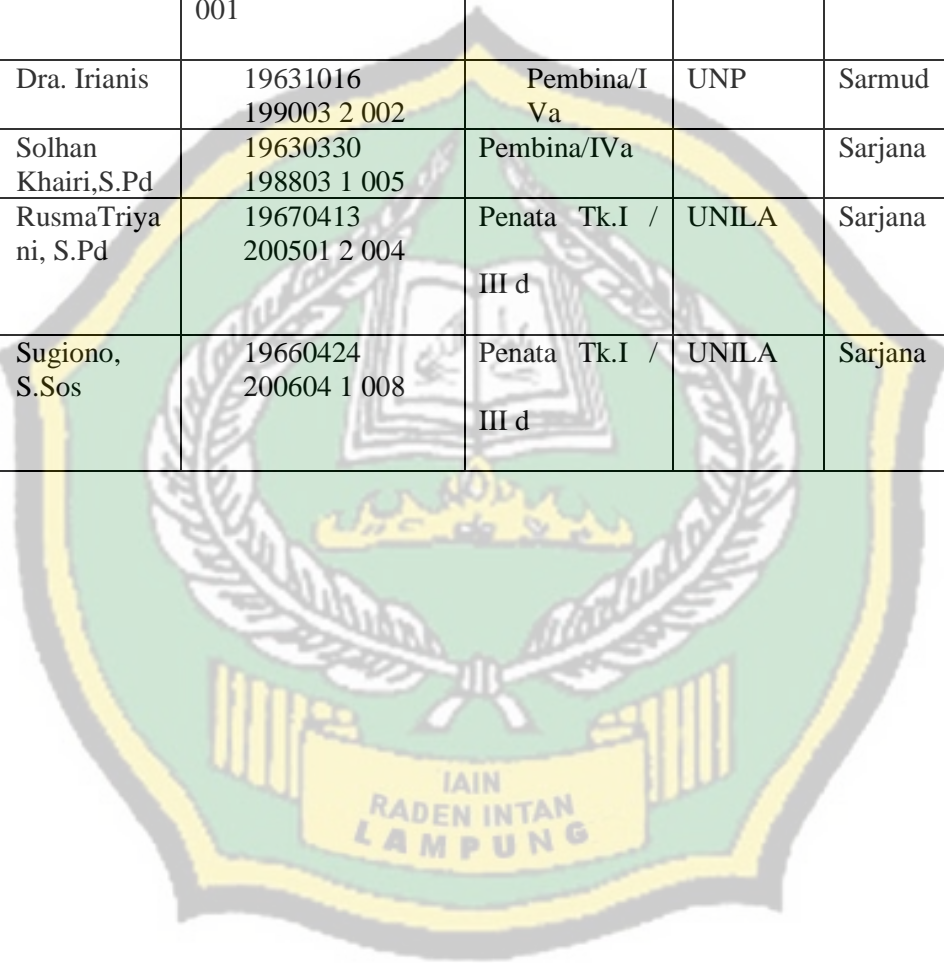 001
Dra. Irianis 19631016 Pembina/I UNP Sarmud
199003 2 002 Va
Solhan 19630330 Pembina/IVa Sarjana
Khairi,S.Pd 198803 1 005
RusmaTriya 19670413 Penata Tk.I / UNILA Sarjana
ni, S.Pd 200501 2 004
III d
Sugiono, 19660424 Penata Tk.I / UNILA Sarjana
S.Sos 200604 1 008
III d
IAIN
RADEN INTAN
LAMPUNG